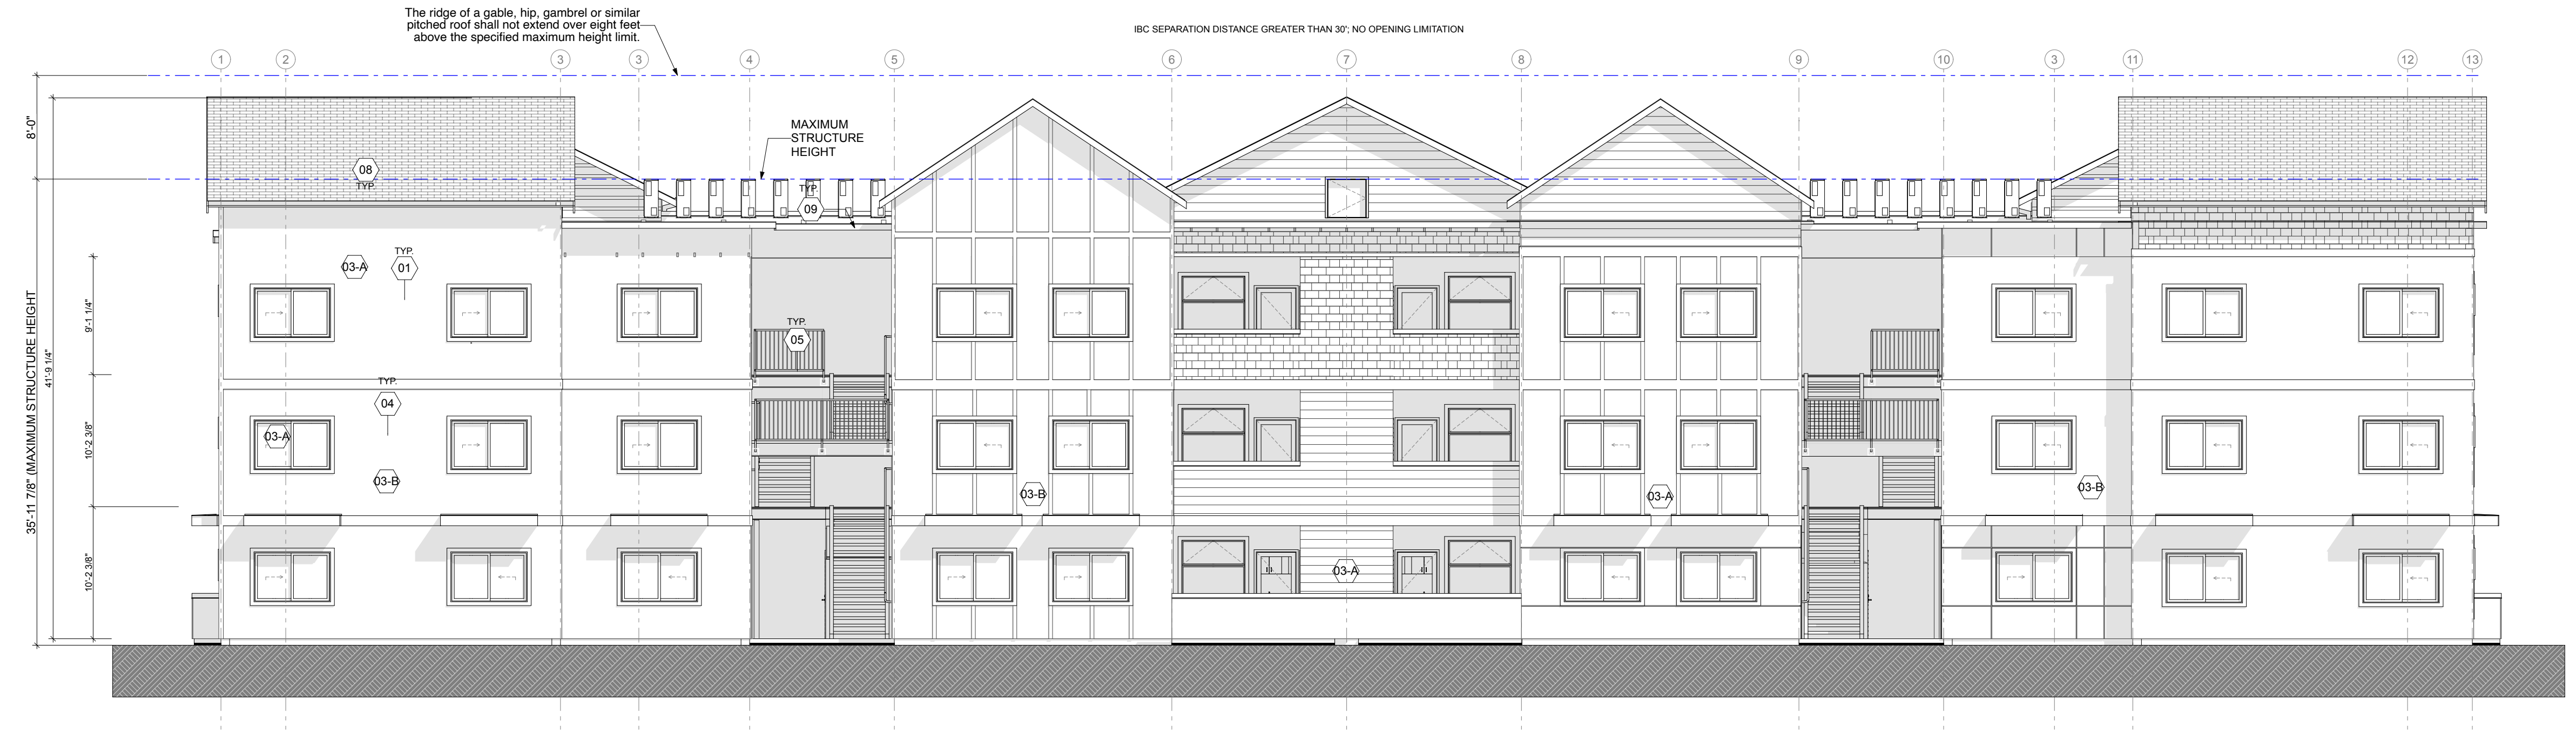 The ridge of a gable, hip, gambrel or similar
pitched roof shall not extend over eight feet
above the specified maximum height limit.
IBC SEPARATION DISTANCE GREATER THAN 30'; NO OPENING LIMITATION
1
2
3
3
4
5
6
7
8
9
10
3
11
12
13
8'-0"
MAXIMUM
STRUCTURE
HEIGHT
08
TYP.
TYP.
09
TYP.
03-A
01
35'-11 7/8" (MAXIMUM STRUCTURE HEIGHT
41'-9 1/4"
9'-1 1/4"
10'-2 3/8"
10'-2 3/8"
TYP.
05
TYP.
04
03-A
03-B
03-B
03-A
03-B
03-A